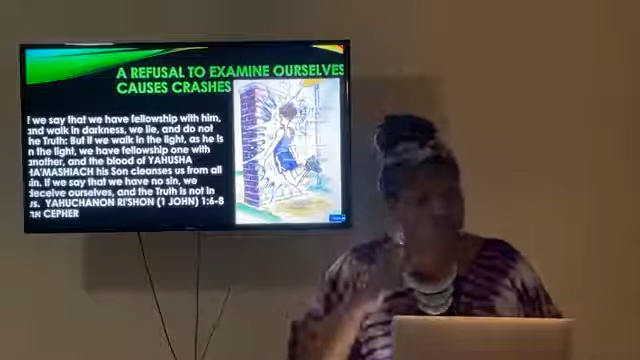 A REFUSAL TO EXAMINE OURSELVES
CAUSES CRASHES
f we say that we have fellowship with him,
and walk in darkness, we lie, and do not
he Truth: But if we walk in the light, as he is
n the light, we have fellowship one with
another, and the blood of YAHUSHA
HA'MASHIACH his Son cleanses us from all
in. If we say that we have no sin, we
deceive ourselves, and the Truth is not in
us. YAHUCHANON RI'SHON (1 JOHN) 1:6-8
CEPHER